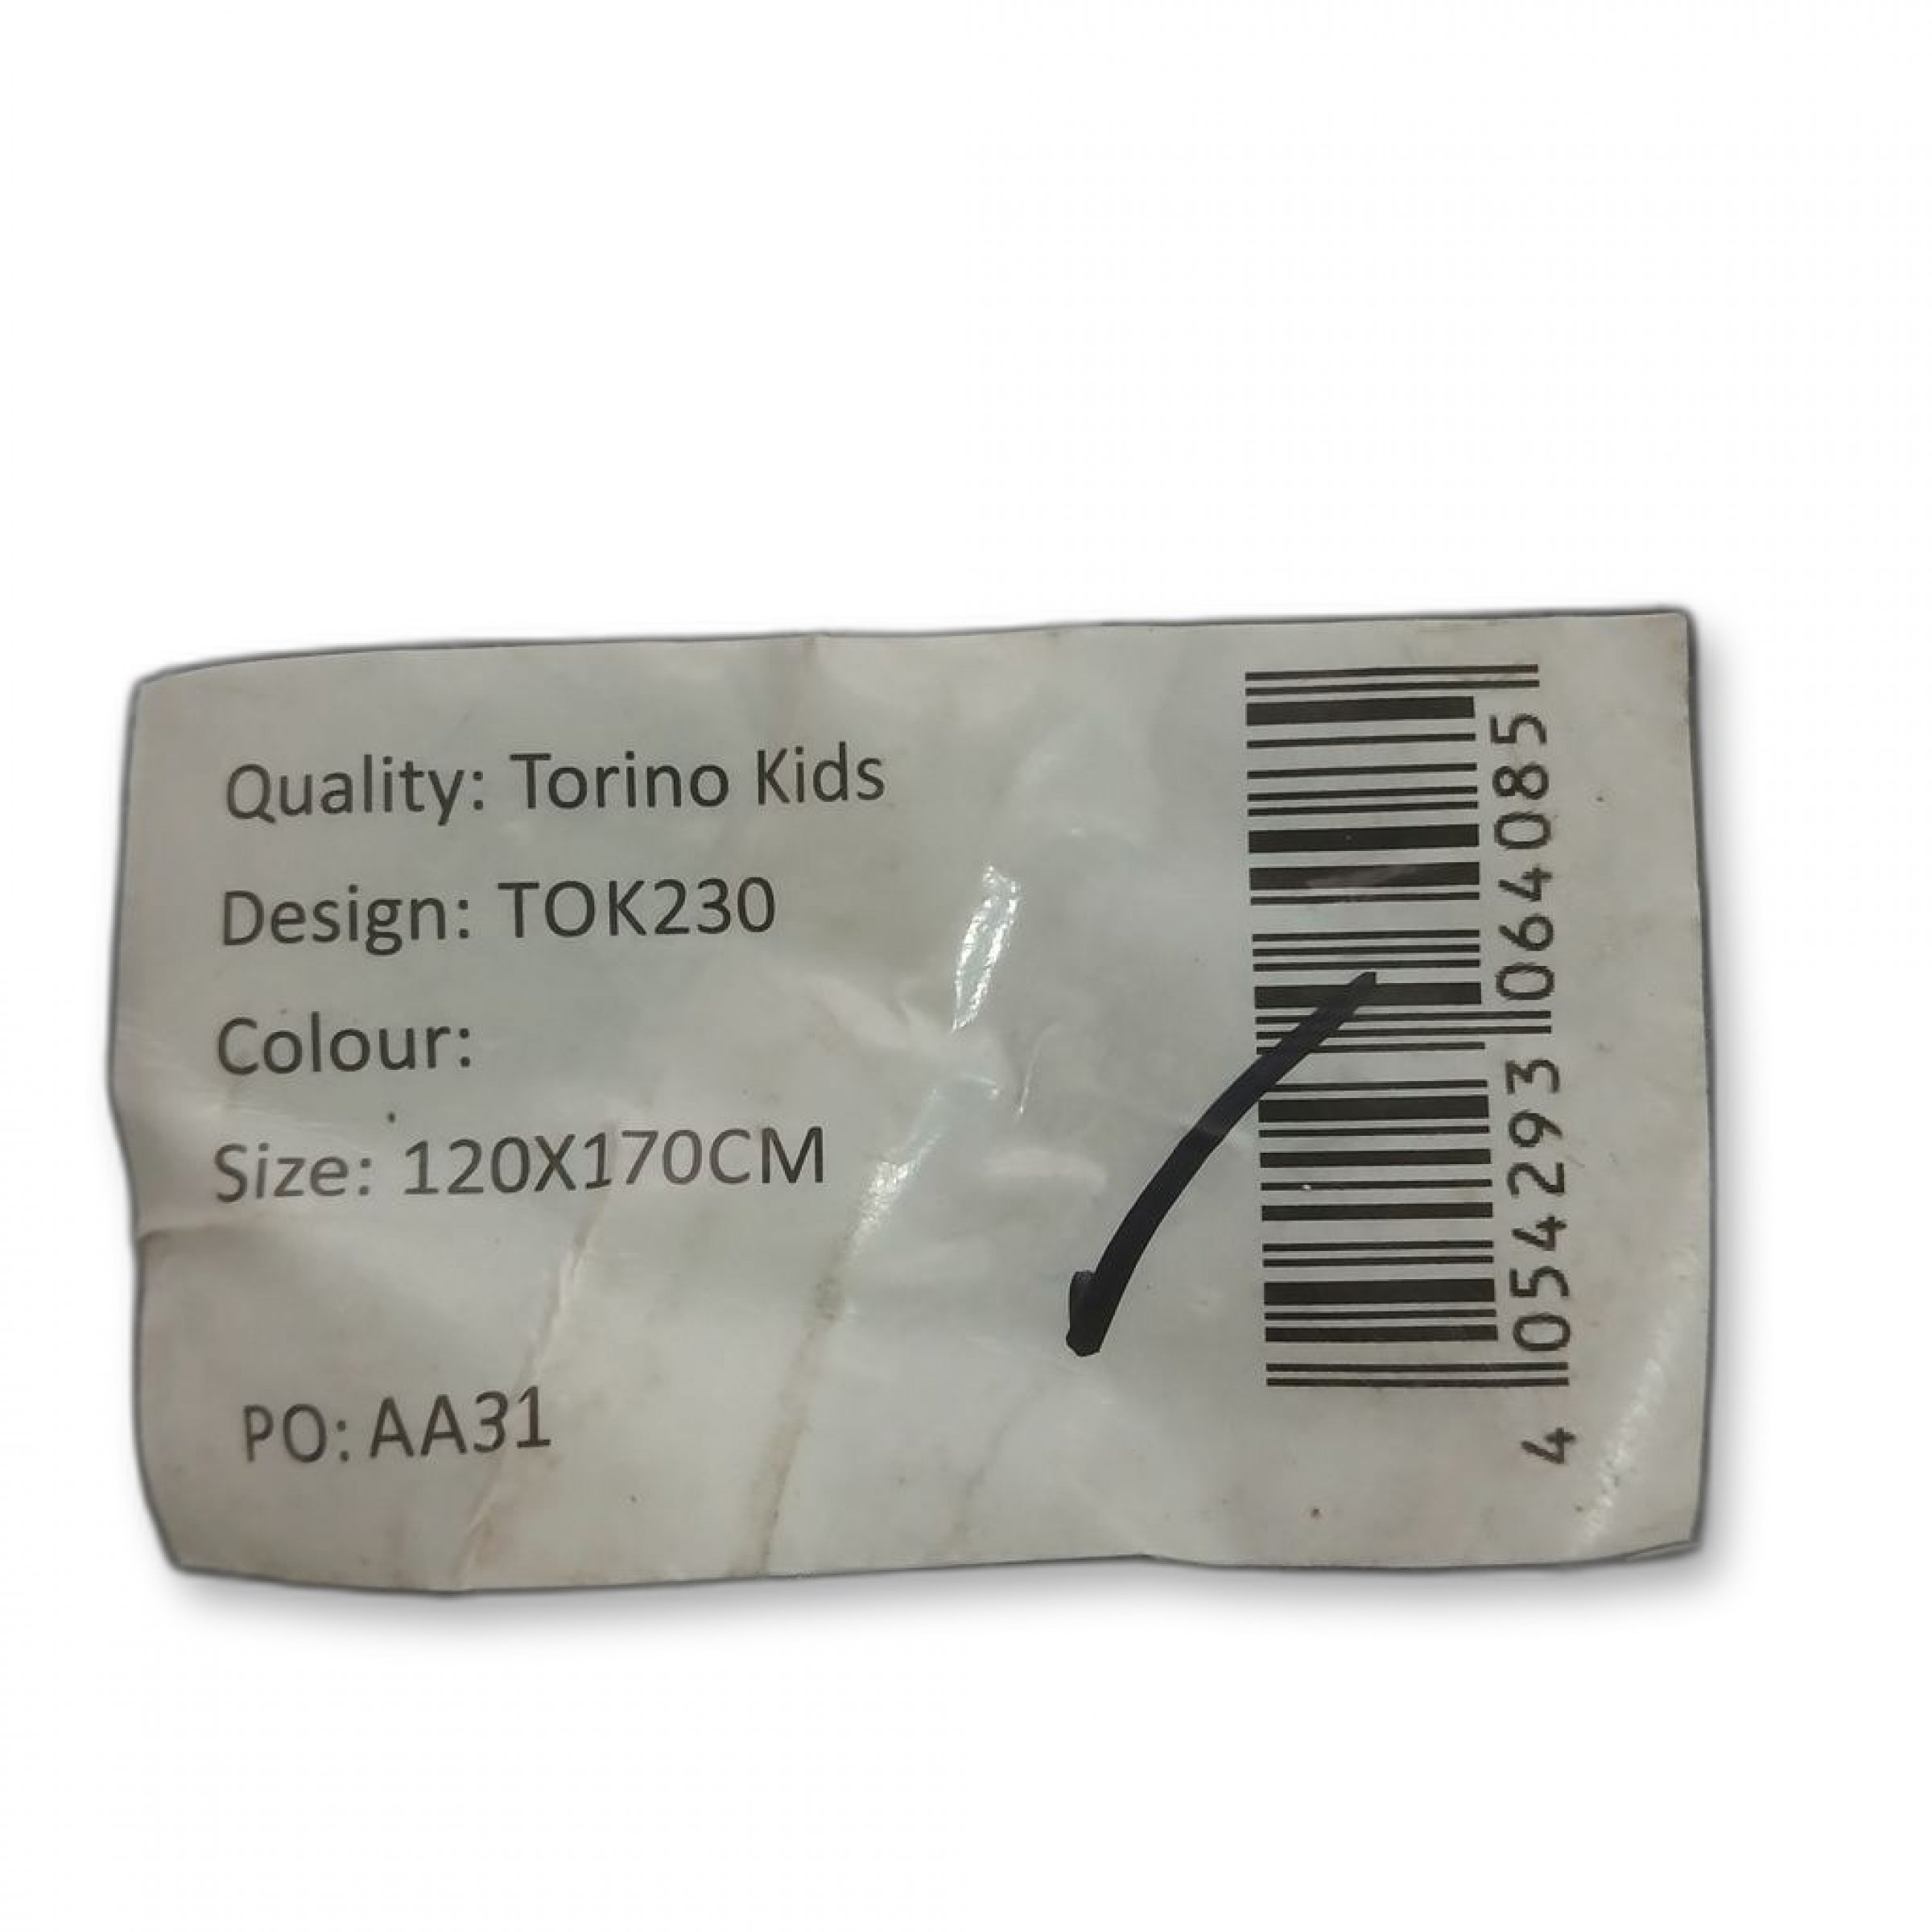 Quality: Torino Kids
Design: TOK230
Colour:
Size: 120X170CM
PO: AA31
4 054293 064085